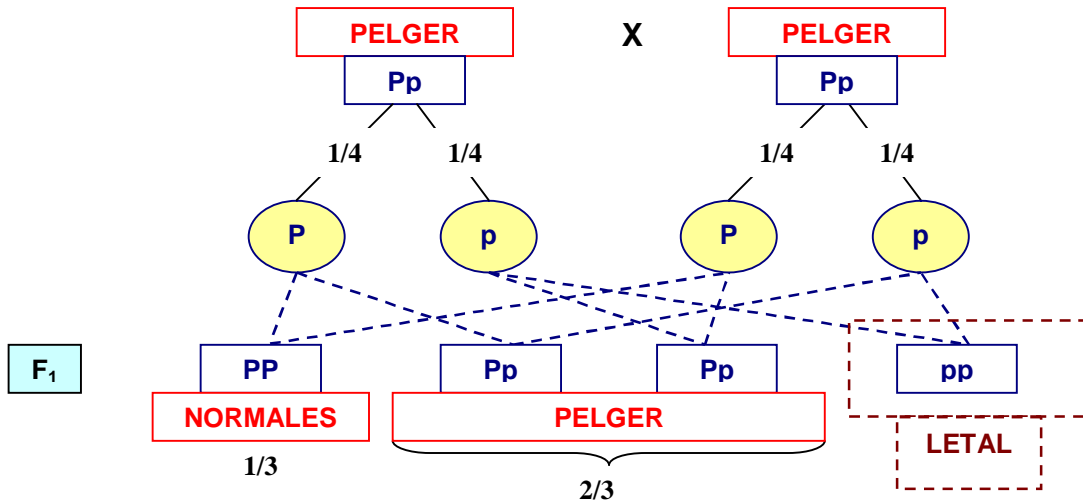 PELGER X PELGER
Pp Pp
1/4 1/4 1/4 1/4
P p P p
F₁ PP Pp Pp pp
NORMALES PELGER LETAL
1/3 2/3